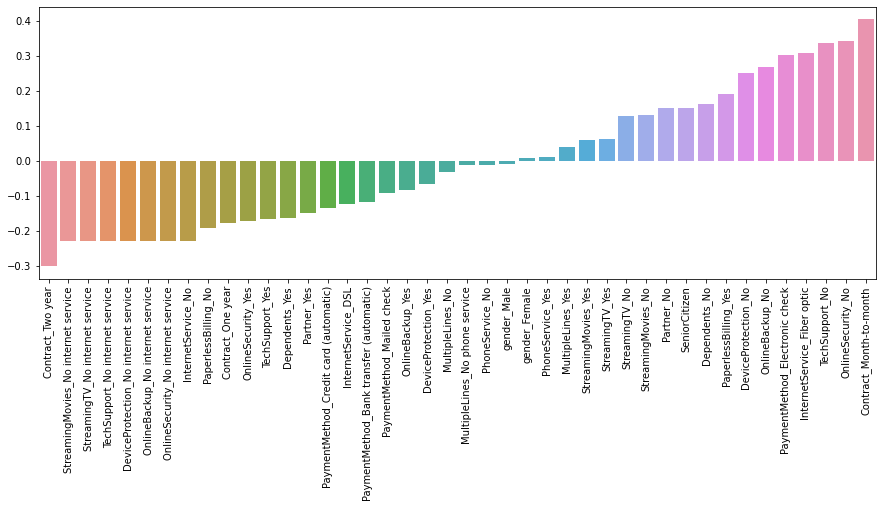 0.4
0.3
0.2
0.1
0.0
−0.1
−0.2
−0.3
Contract_Two year
StreamingMovies_No internet service
StreamingTV_No internet service
TechSupport_No internet service
DeviceProtection_No internet service
OnlineBackup_No internet service
OnlineSecurity_No internet service
InternetService_No
PaperlessBilling_No
Contract_One year
OnlineSecurity_Yes
TechSupport_Yes
Dependents_Yes
Partner_Yes
PaymentMethod_Credit card (automatic)
InternetService_DSL
PaymentMethod_Bank transfer (automatic)
PaymentMethod_Mailed check
OnlineBackup_Yes
DeviceProtection_Yes
MultipleLines_No
MultipleLines_No phone service
PhoneService_No
gender_Male
gender_Female
PhoneService_Yes
MultipleLines_Yes
StreamingMovies_Yes
StreamingTV_Yes
StreamingTV_No
StreamingMovies_No
Partner_No
SeniorCitizen
Dependents_No
PaperlessBilling_Yes
DeviceProtection_No
OnlineBackup_No
PaymentMethod_Electronic check
InternetService_Fiber optic
TechSupport_No
OnlineSecurity_No
Contract_Month-to-month